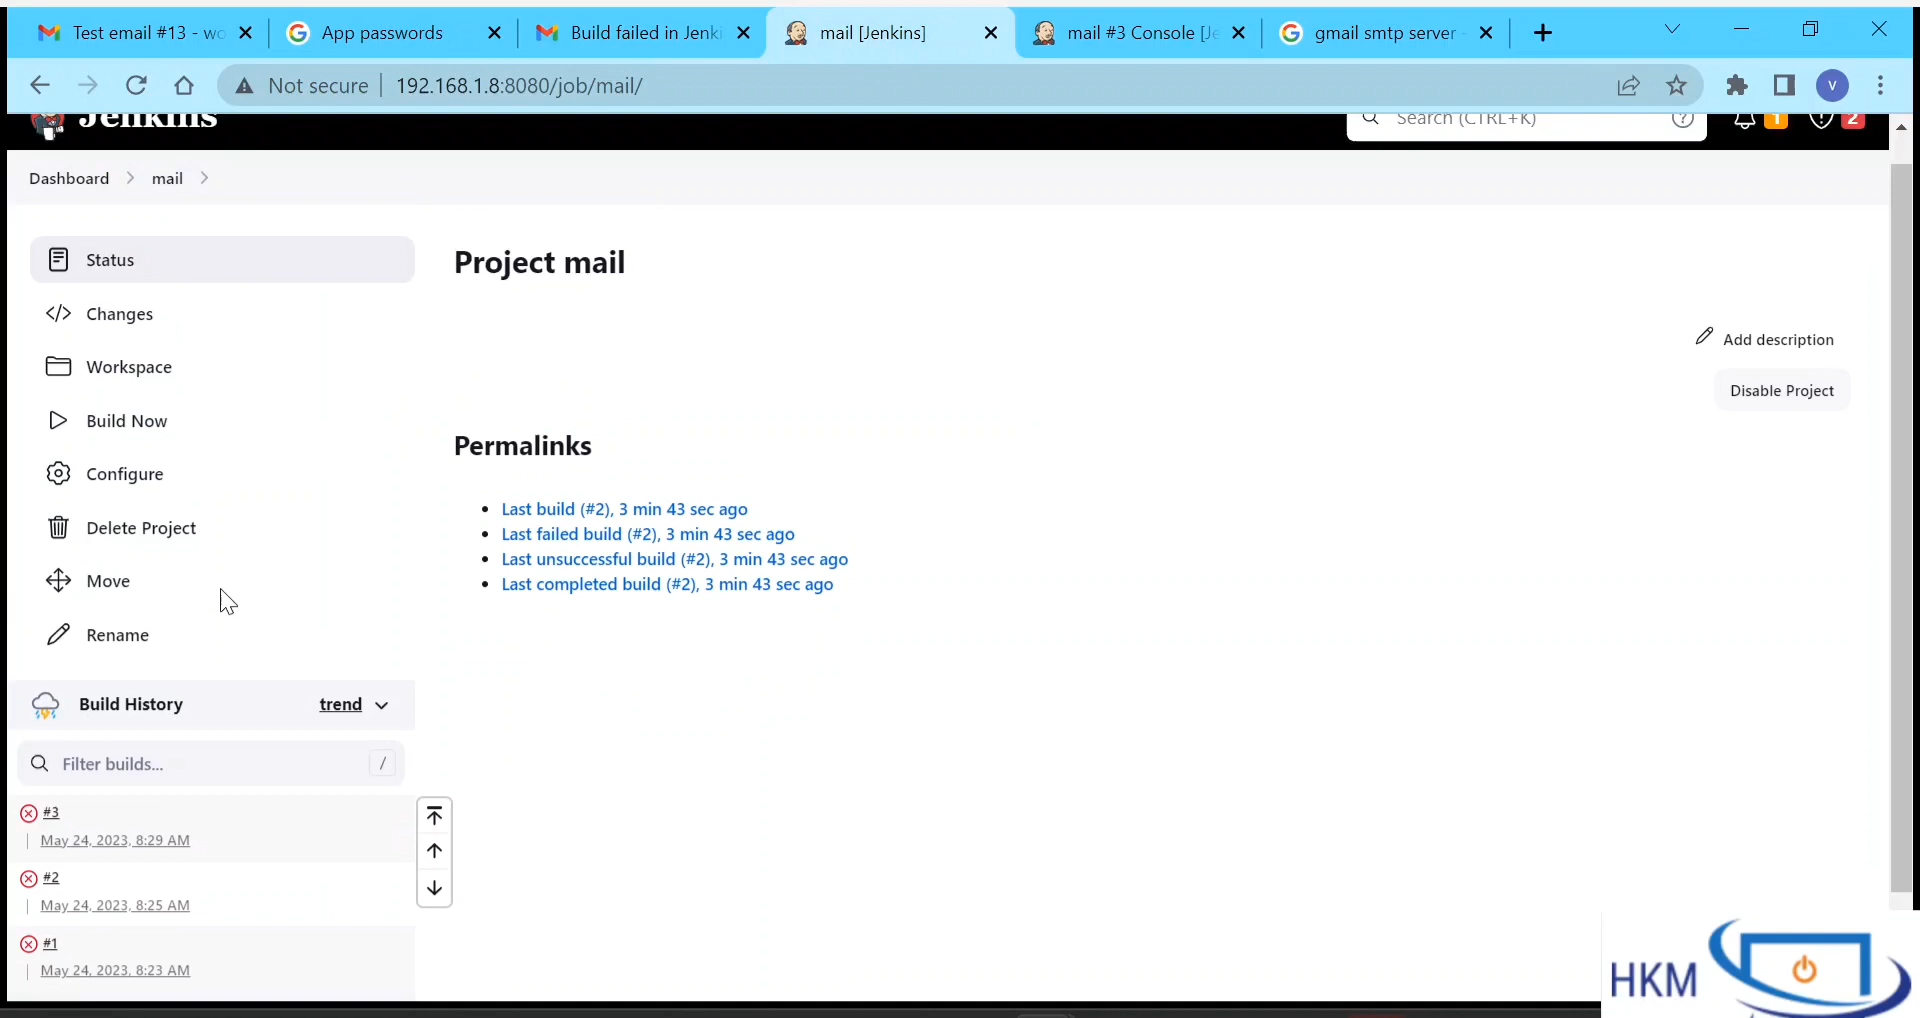 Test email #13 - wo
App passwords
Build failed in Jenki
mail [Jenkins]
mail #3 Console [Je
gmail smtp server -
Not secure
192.168.1.8:8080/job/mail/
V
Jenkins
Search (CTRL+K)
1
2
Dashboard
mail
Status
Changes
Workspace
Build Now
Configure
Delete Project
Move
Rename
Project mail
Add description
Disable Project
Permalinks
Last build (#2), 3 min 43 sec ago
Last failed build (#2), 3 min 43 sec ago
Last unsuccessful build (#2), 3 min 43 sec ago
Last completed build (#2), 3 min 43 sec ago
Build History
trend
Filter builds...
/
#3
May 24, 2023, 8:29 AM
#2
May 24, 2023, 8:25 AM
#1
May 24, 2023, 8:23 AM
HKM